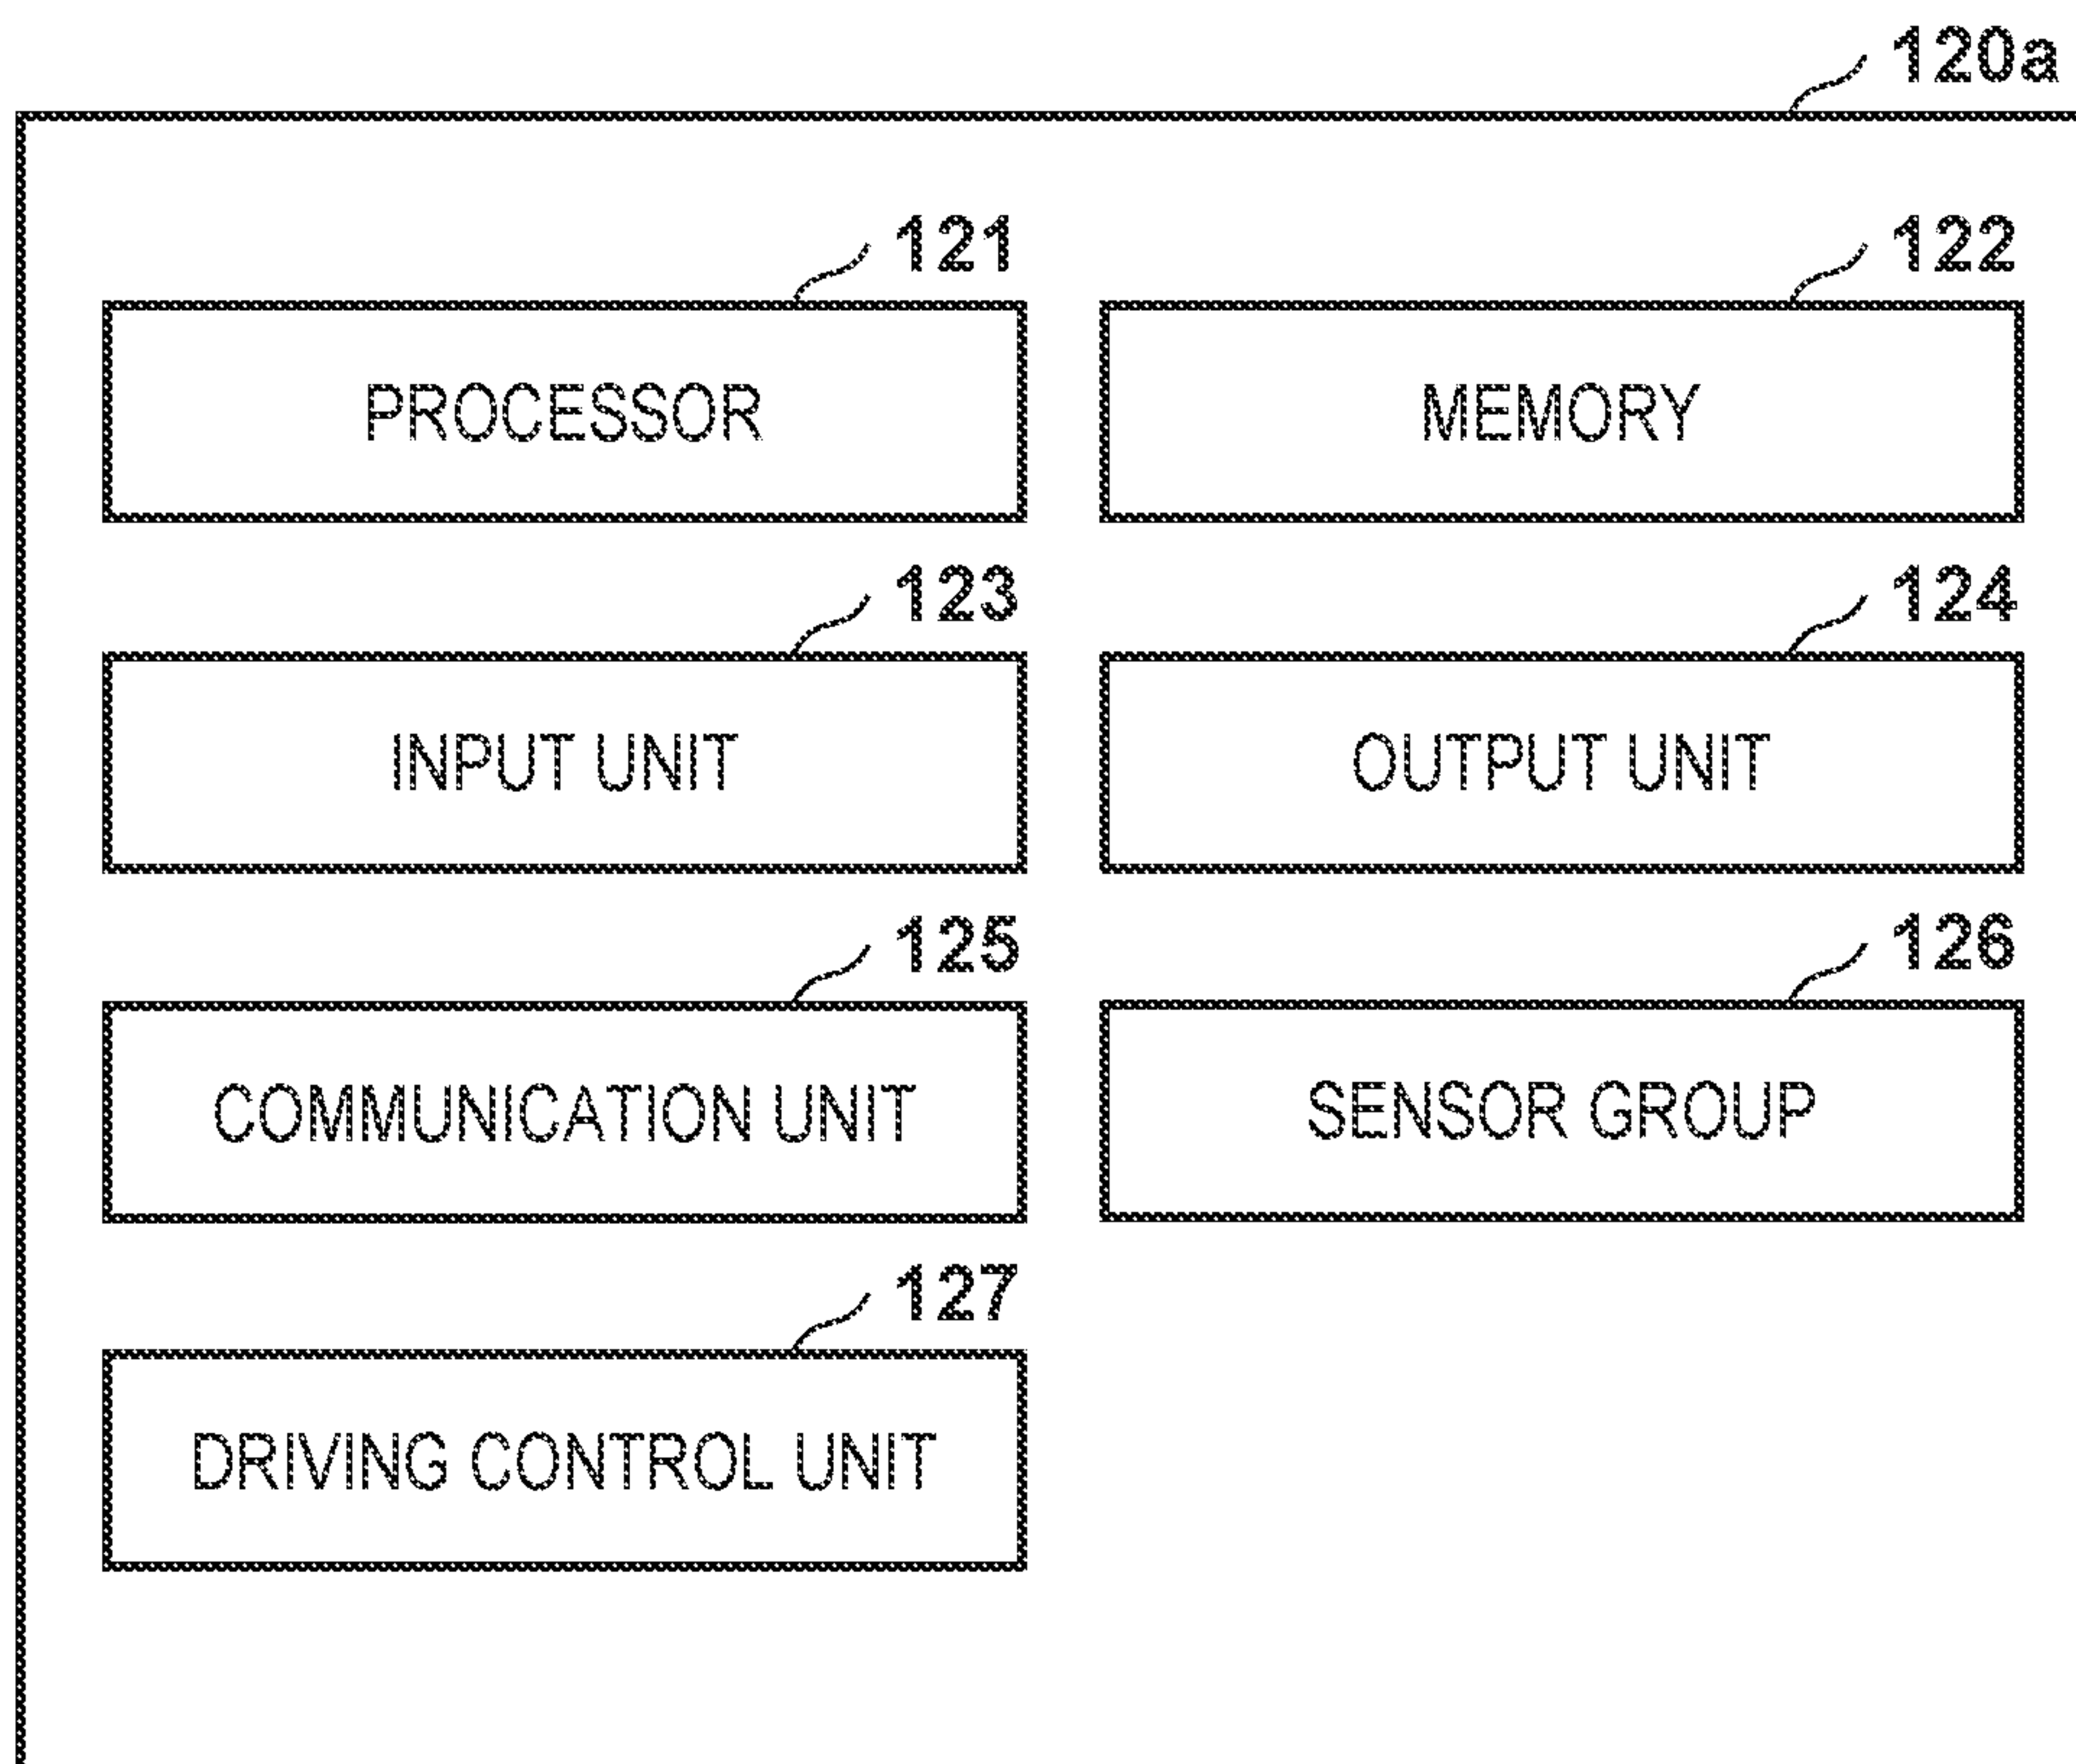 120a
121
122
PROCESSOR
MEMORY
123
124
INPUT UNIT
OUTPUT UNIT
125
126
COMMUNICATION UNIT
SENSOR GROUP
127
DRIVING CONTROL UNIT